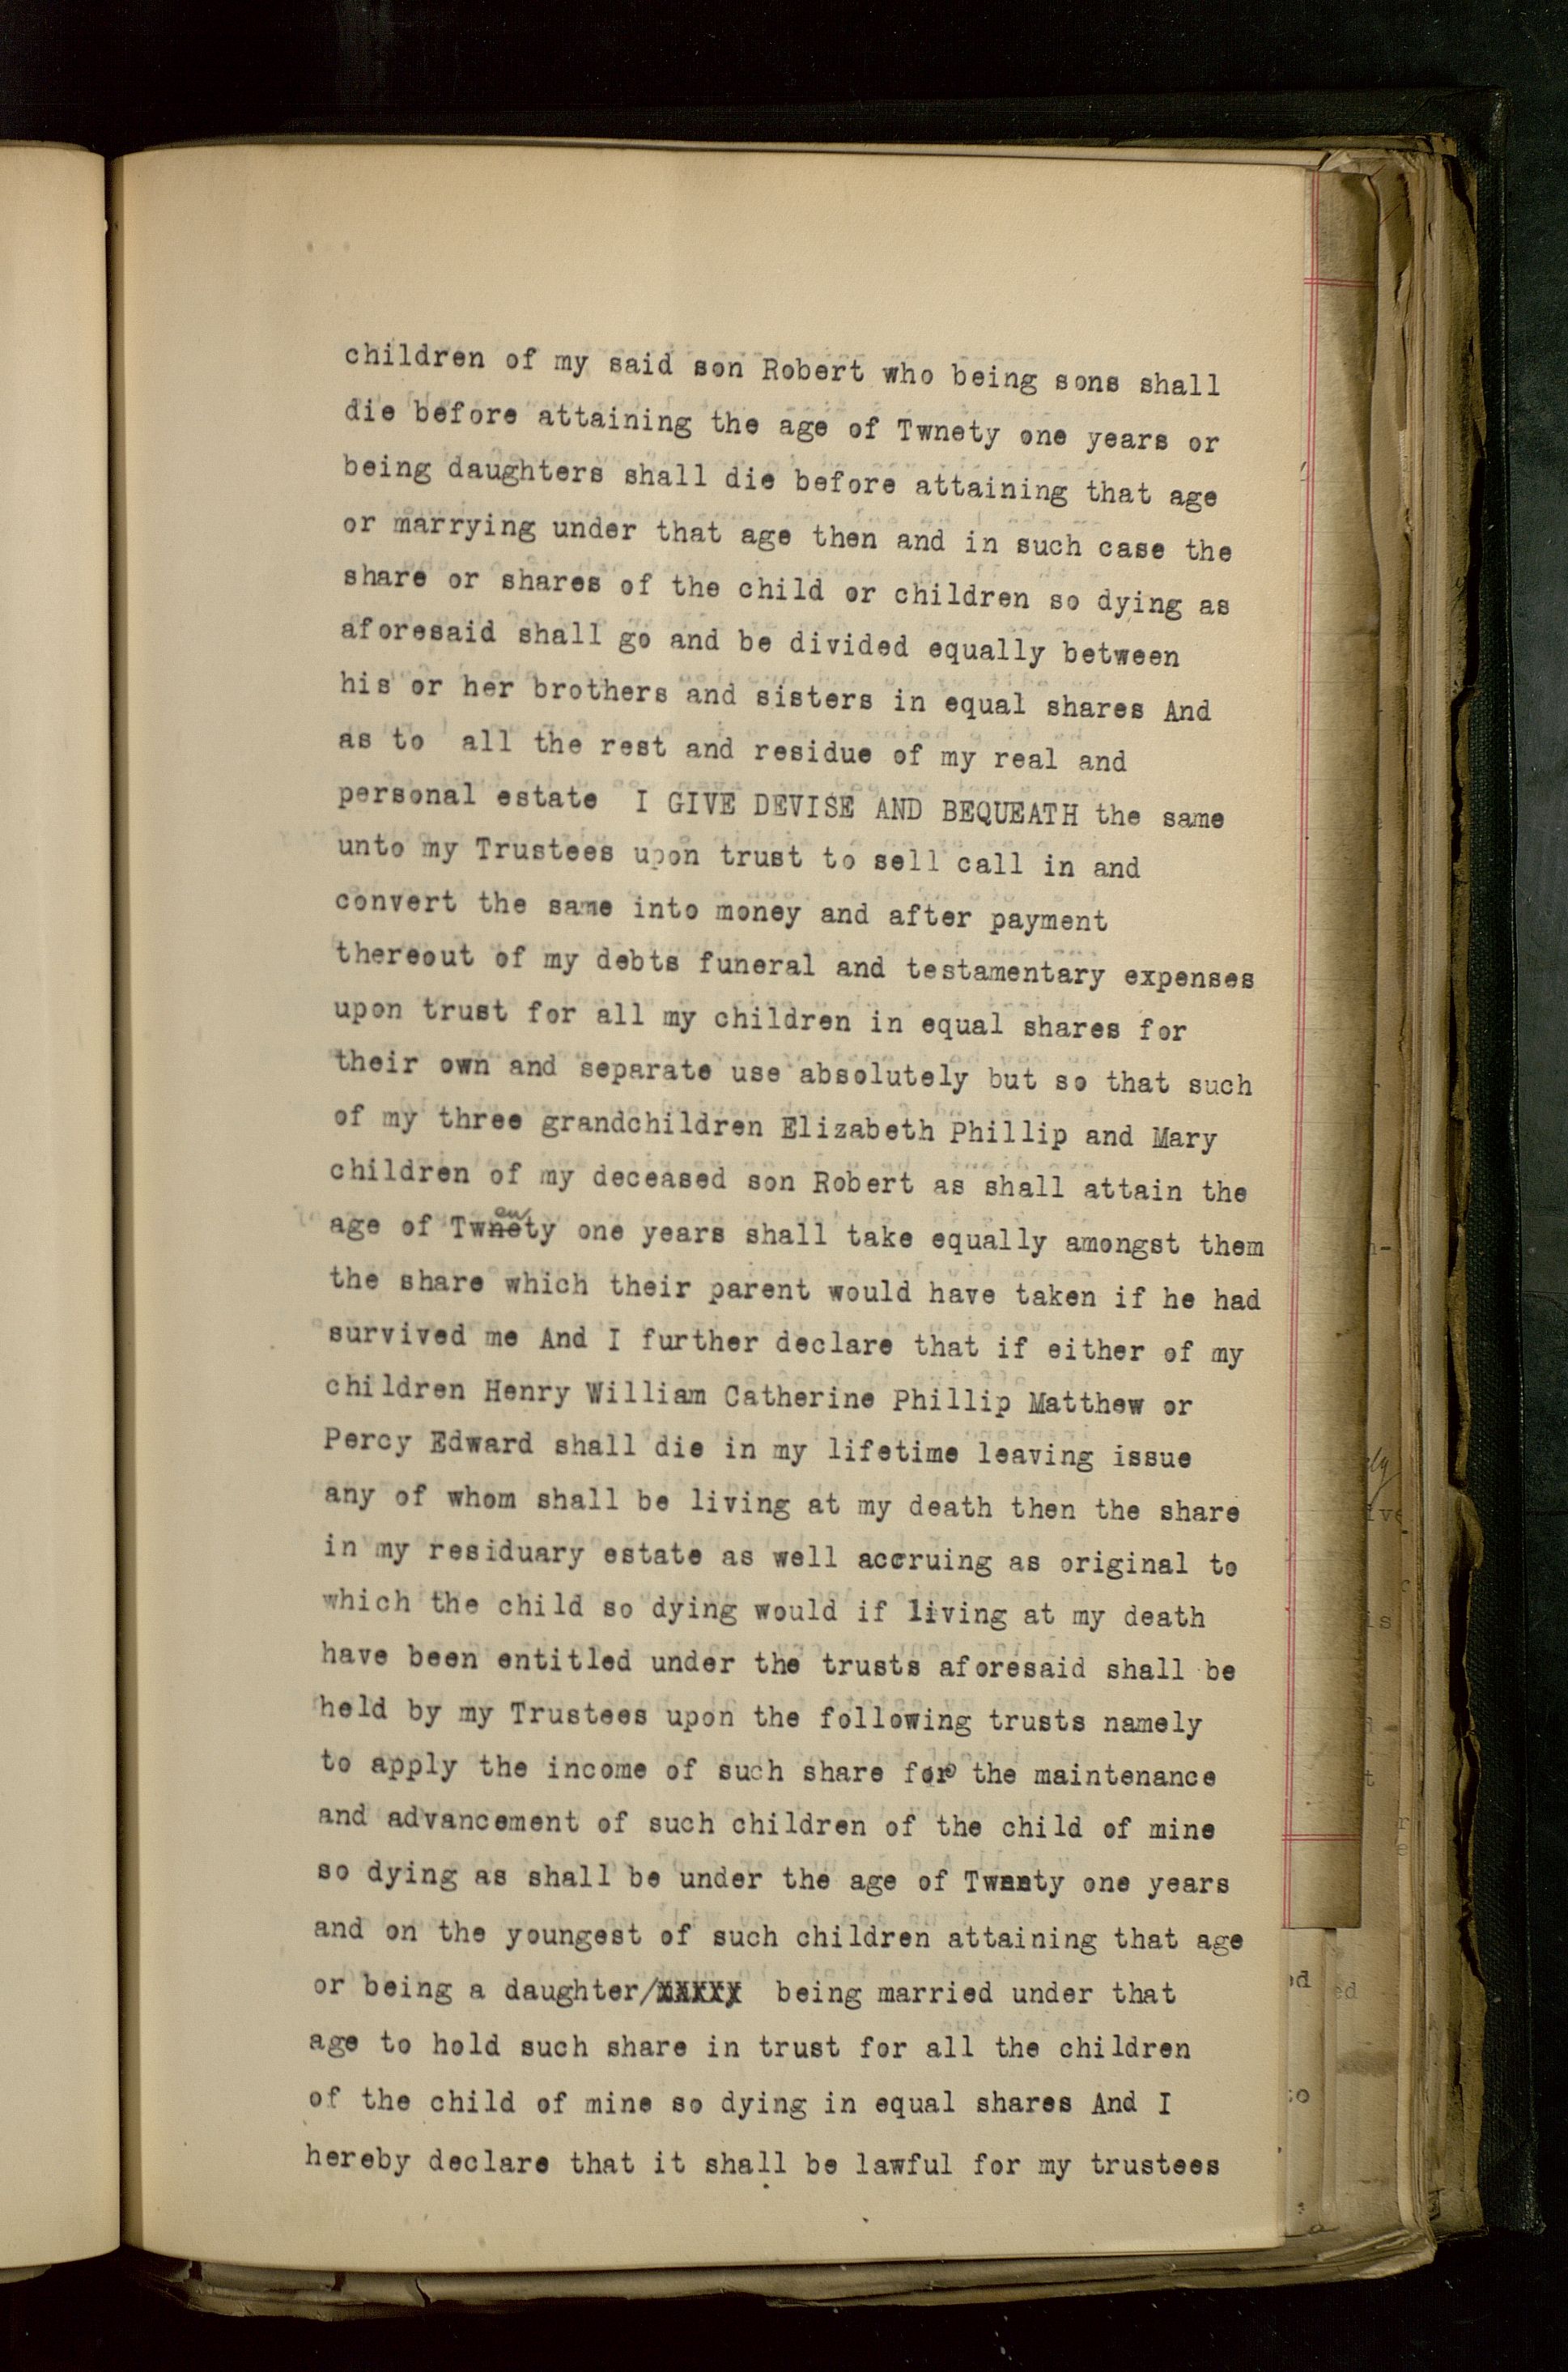 children of my said son Robert who being sons shall
die before attaining the age of Twnety one years or
being daughters shall die before attaining that age
or marrying under that age then and in such case the
share or shares of the child or children so dying as
aforesaid shall go and be divided equally between
his or her brothers and sisters in equal shares And
as to all the rest and residue of my real and
personal estate I GIVE DEVISE AND BEQUEATH the same
unto my Trustees upon trust to sell call in and
convert the same into money and after payment
thereout of my debts funeral and testamentary expenses
upon trust for all my children in equal shares for
their own and separate use absolutely but so that such
of my three grandchildren Elizabeth Phillip and Mary
children of my deceased son Robert as shall attain the
age of Twenty one years shall take equally amongst them
the share which their parent would have taken if he had
survived me And I further declare that if either of my
children Henry William Catherine Phillip Matthew or
Percy Edward shall die in my lifetime leaving issue
any of whom shall be living at my death then the share
in my residuary estate as well accruing as original to
which the child so dying would if living at my death
have been entitled under the trusts aforesaid shall be
held by my Trustees upon the following trusts namely
to apply the income of such share for the maintenance
and advancement of such children of the child of mine
so dying as shall be under the age of Twenty one years
and on the youngest of such children attaining that age
or being a daughter/xxxxx being married under that
age to hold such share in trust for all the children
of the child of mine so dying in equal shares And I
hereby declare that it shall be lawful for my trustees